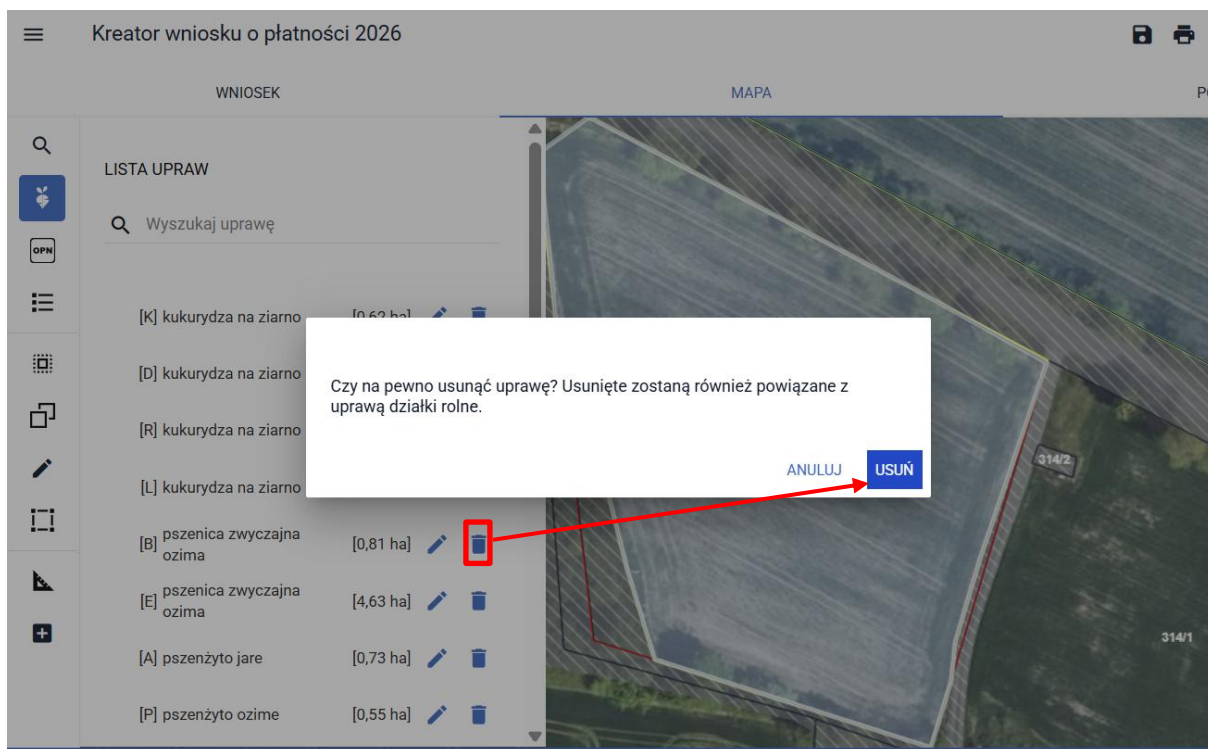 Kreator wniosku o płatności 2026
WNIOSEK
MAPA
LISTA UPRAW
Wyszukaj uprawę
OPN
[K] kukurydza na ziarno [0,62 ha]
[D] kukurydza na ziarno
[R] kukurydza na ziarno
[L] kukurydza na ziarno
Czy na pewno usunąć uprawę? Usunięte zostaną również powiązane z
uprawą działki rolne.
ANULUJ USUŃ
[B] pszenica zwyczajna
ozima [0,81 ha]
[E] pszenica zwyczajna
ozima [4,63 ha]
[A] pszenżyto jare [0,73 ha]
[P] pszenżyto ozime [0,55 ha]
314/2
314/1